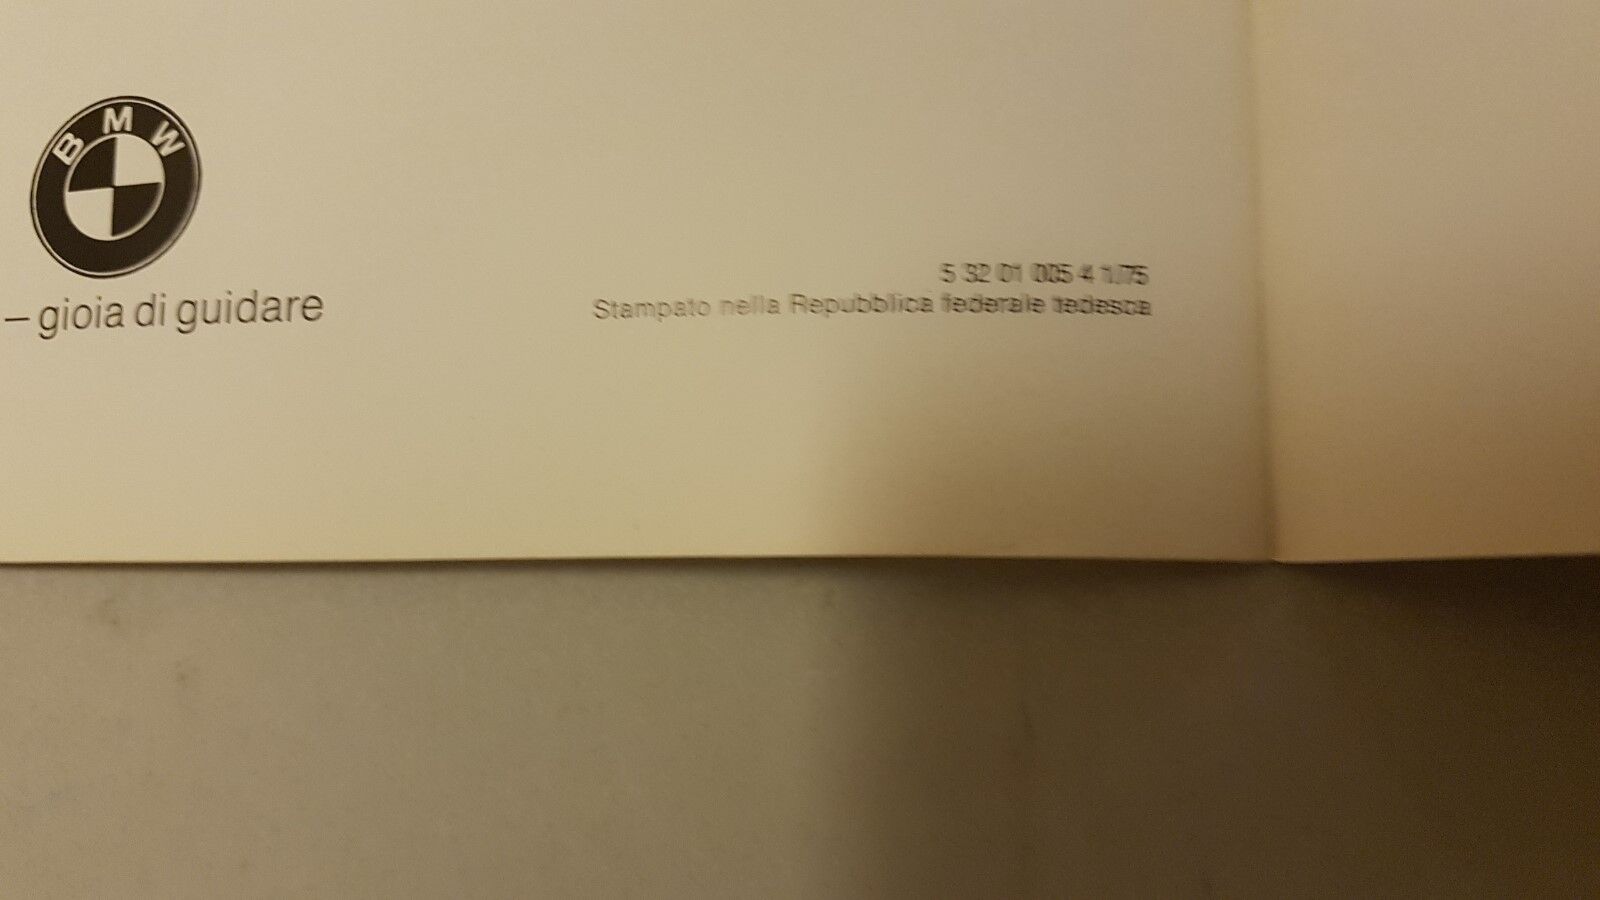 BMW
– gioia di guidare
5 32 01 005 4 1/75
Stampato nella Repubblica federale tedesca